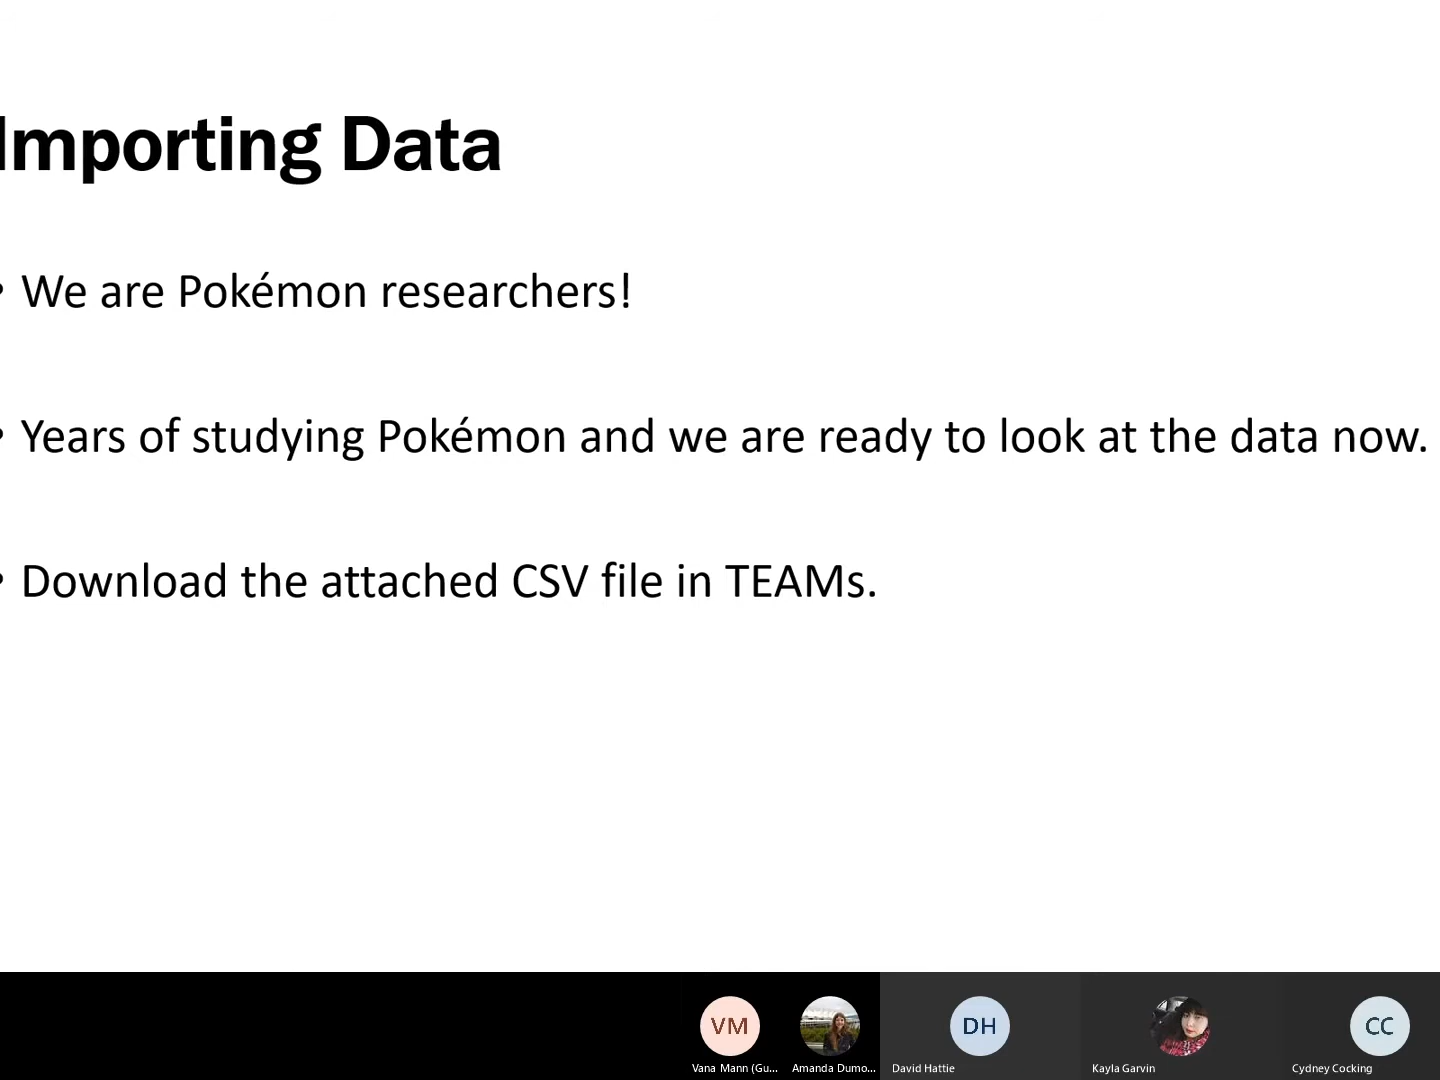 Importing Data
• We are Pokémon researchers!
• Years of studying Pokémon and we are ready to look at the data now.
• Download the attached CSV file in TEAMs.
VM
DH
CC
Vana Mann (Gu...
Amanda Dumo...
David Hattie
Kayla Garvin
Cydney Cocking